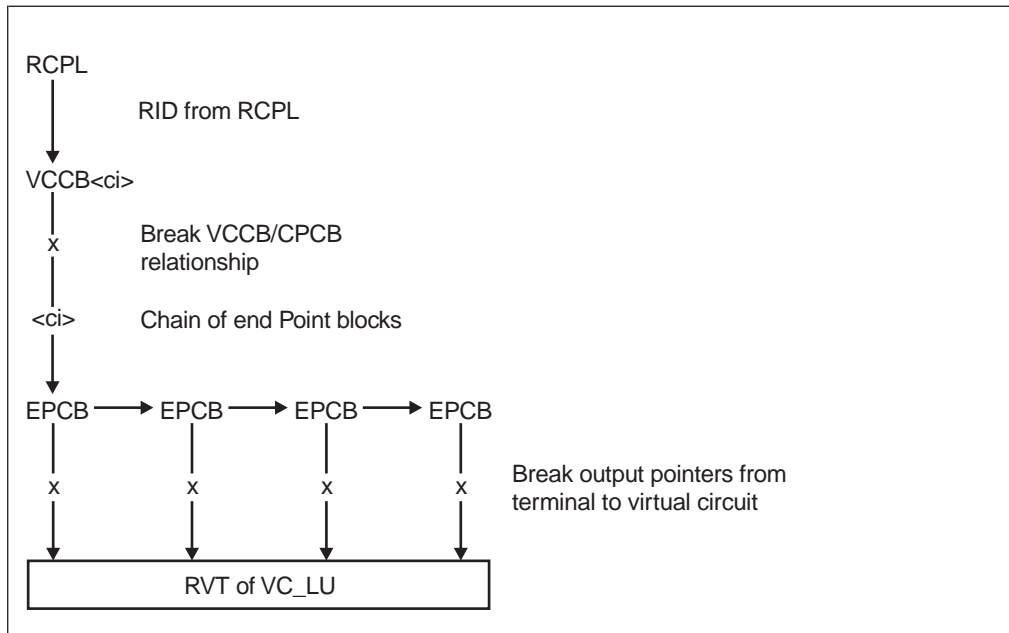 RCPL
RID from RCPL
VCCB<ci>
x
Break VCCB/CPCB
relationship
<ci>
Chain of end Point blocks
EPCB EPCB EPCB EPCB
x x x x
Break output pointers from
terminal to virtual circuit
RVT of VC_LU